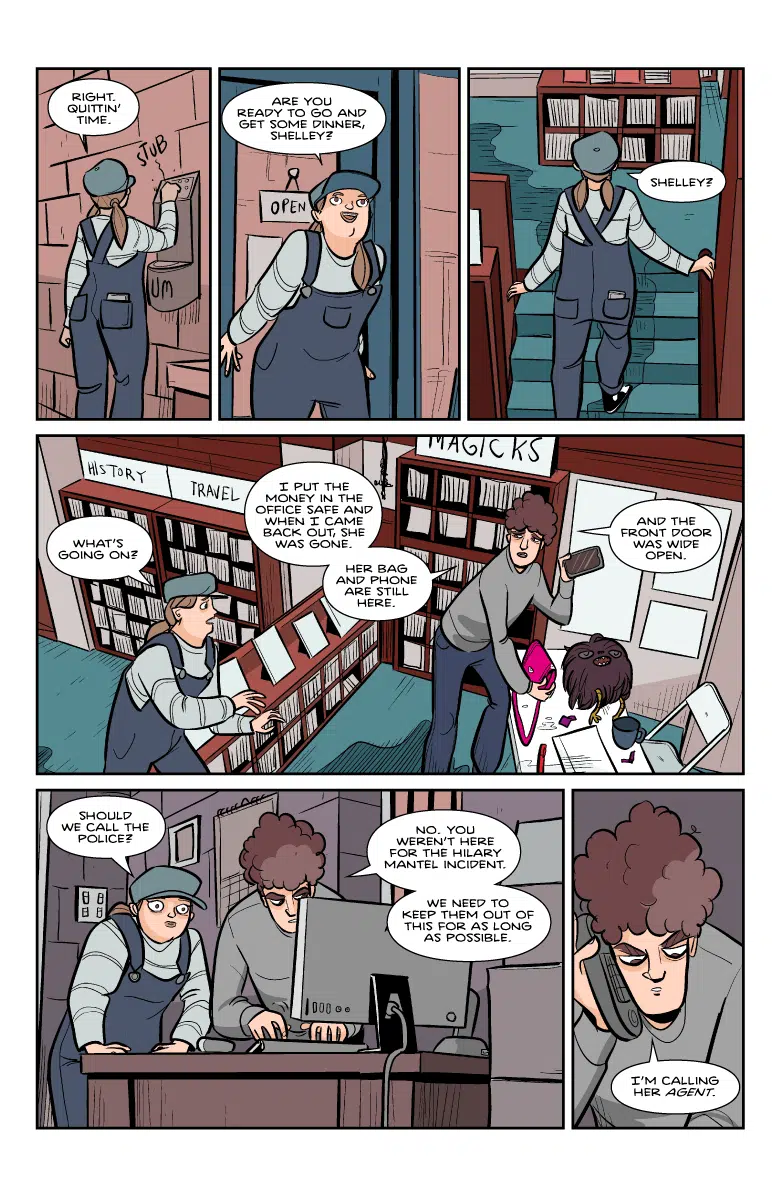 RIGHT.
QUITTIN'
TIME.
STUB
UM
ARE YOU
READY TO GO AND
GET SOME DINNER,
SHELLEY?
OPEN
SHELLEY?
HISTORY
TRAVEL
MAGICKS
WHAT'S
GOING ON?
I PUT THE
MONEY IN THE
OFFICE SAFE AND
WHEN I CAME
BACK OUT, SHE
WAS GONE.
HER BAG
AND PHONE
ARE STILL
HERE.
AND THE
FRONT DOOR
WAS WIDE
OPEN.
SHOULD
WE CALL THE
POLICE?
NO. YOU
WEREN'T HERE
FOR THE HILARY
MANTEL INCIDENT.
WE NEED TO
KEEP THEM OUT OF
THIS FOR AS LONG
AS POSSIBLE.
I'M CALLING
HER AGENT.